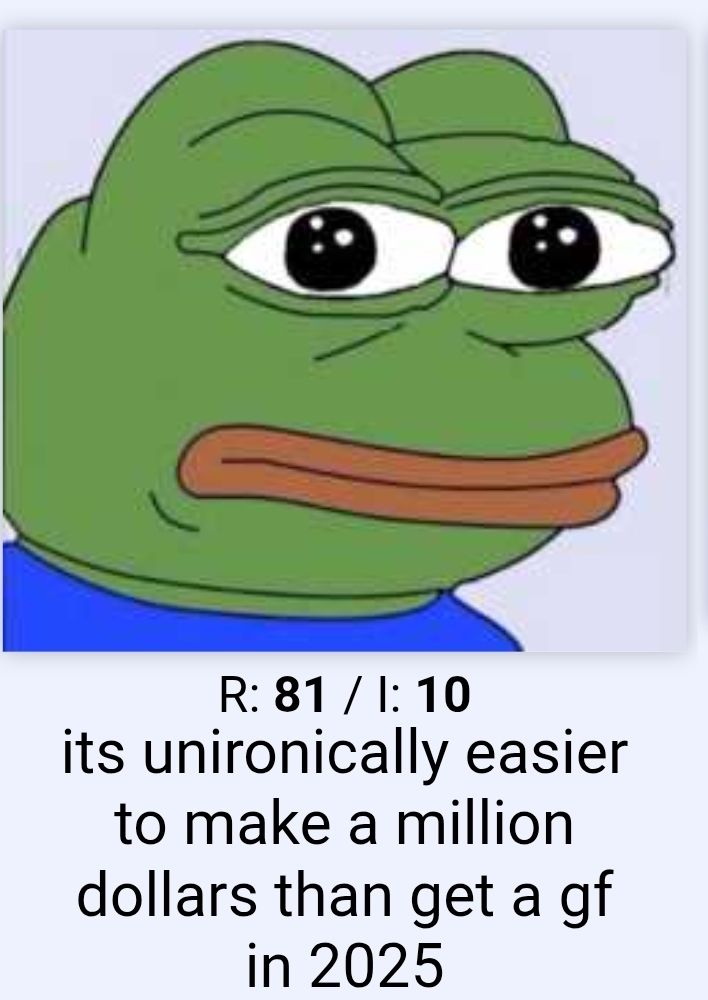 R: 81 / I: 10
its unironically easier
to make a million
dollars than get a gf
in 2025